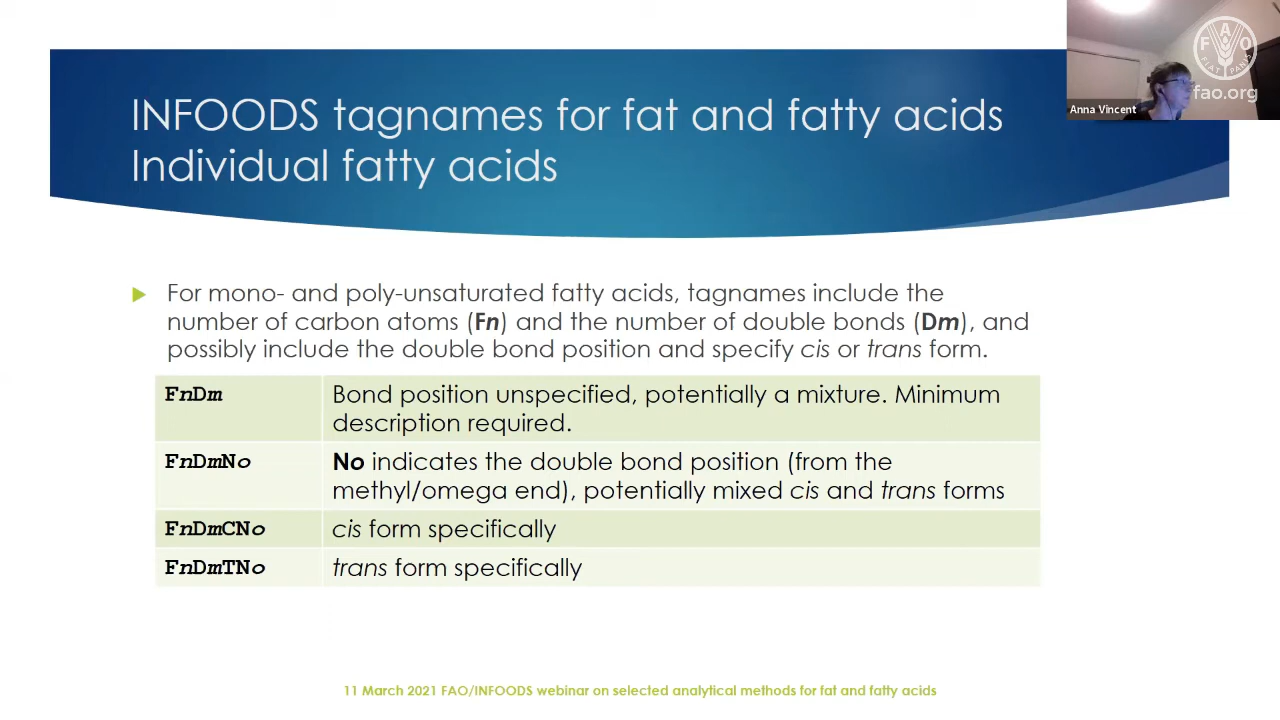 INFOODS tagnames for fat and fatty acids
Individual fatty acids
FAO
FIAT PANIS
fao.org
Anna Vincent
For mono- and poly-unsaturated fatty acids, tagnames include the
number of carbon atoms (Fn) and the number of double bonds (Dm), and
possibly include the double bond position and specify cis or trans form.
FnDm
Bond position unspecified, potentially a mixture. Minimum
description required.
FnDmNo
No indicates the double bond position (from the
methyl/omega end), potentially mixed cis and trans forms
FnDmCNo
cis form specifically
FnDmTNo
trans form specifically
11 March 2021 FAO/INFOODS webinar on selected analytical methods for fat and fatty acids